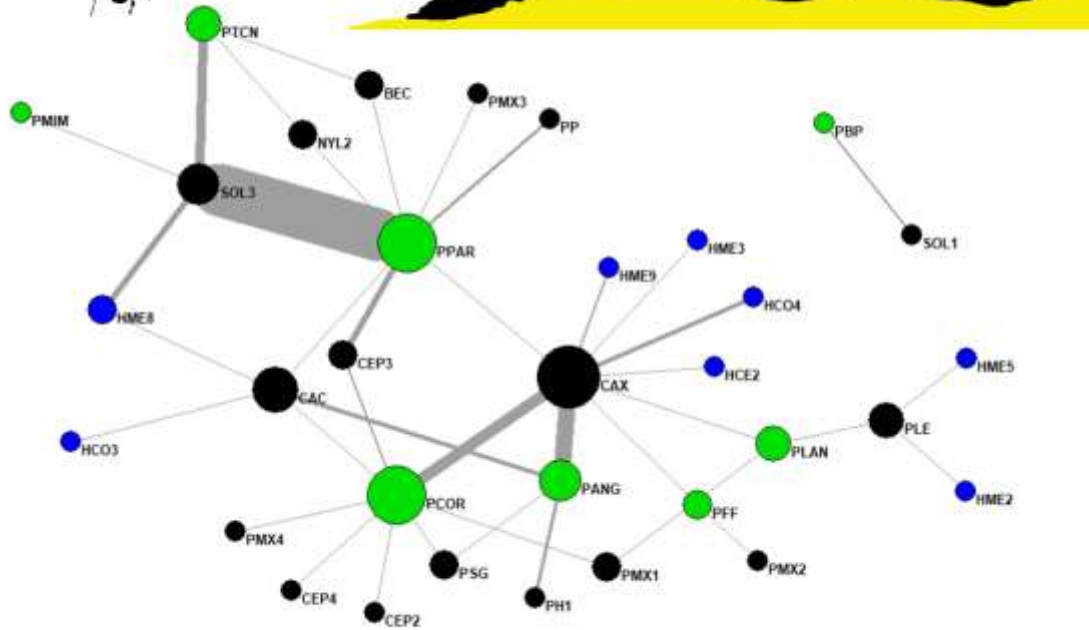 PTCN
BEC
PMX3
PMIM
PP
PBP
NYL2
SOL3
SOL1
HME3
PPAR
HME9
HCO4
HME8
CEP3
HME5
HCE2
CAX
CAC
PLE
HCO3
PLAN
PANG
HME2
PCOR
PFF
PMX4
PSG
PMX1
PMX2
CEP4
PH1
CEP2